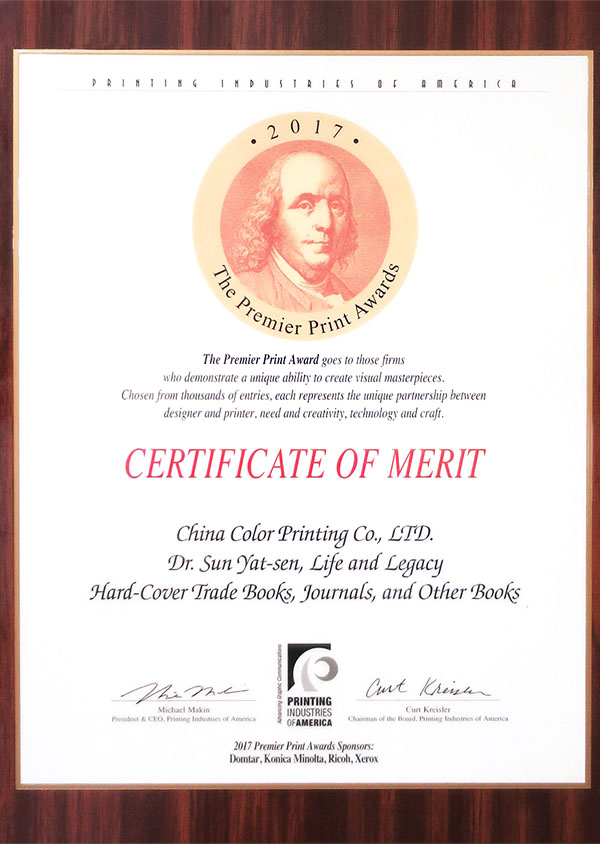 PRINTING INDUSTRIES OF AMERICA
• 2017 •
The Premier Print Awards
The Premier Print Award goes to those firms
who demonstrate a unique ability to create visual masterpieces.
Chosen from thousands of entries, each represents the unique partnership between
designer and printer, need and creativity, technology and craft.
CERTIFICATE OF MERIT
China Color Printing Co., LTD.
Dr. Sun Yat-sen, Life and Legacy
Hard-Cover Trade Books, Journals, and Other Books
Michael Makin
President & CEO, Printing Industries of America
Advancing Graphic Communications
PRINTING
INDUSTRIES
OF AMERICA
Curt Kreisler
Curt Kreisler
Chairman of the Board, Printing Industries of America
2017 Premier Print Awards Sponsors:
Domtar, Konica Minolta, Ricoh, Xerox